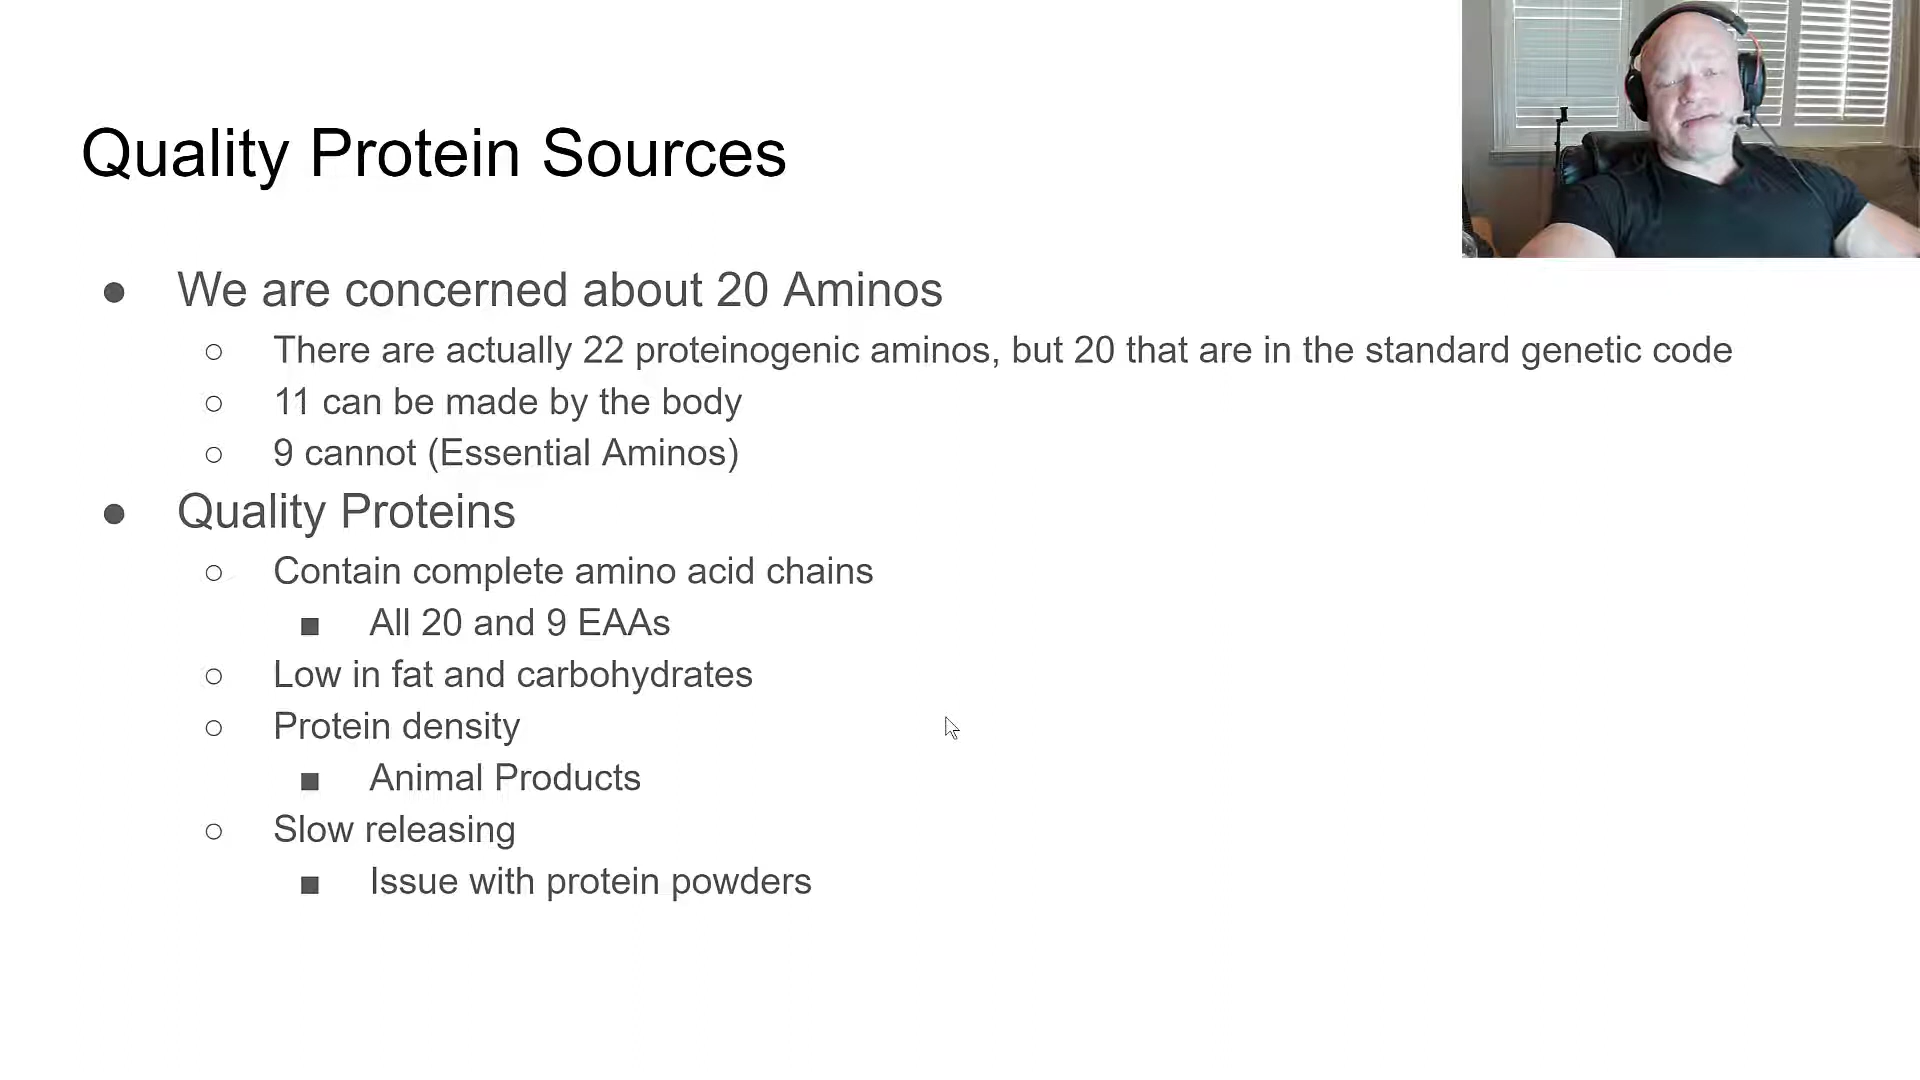 Quality Protein Sources
● We are concerned about 20 Aminos
○ There are actually 22 proteinogenic aminos, but 20 that are in the standard genetic code
○ 11 can be made by the body
○ 9 cannot (Essential Aminos)
● Quality Proteins
○ Contain complete amino acid chains
■ All 20 and 9 EAAs
○ Low in fat and carbohydrates
○ Protein density
■ Animal Products
○ Slow releasing
■ Issue with protein powders